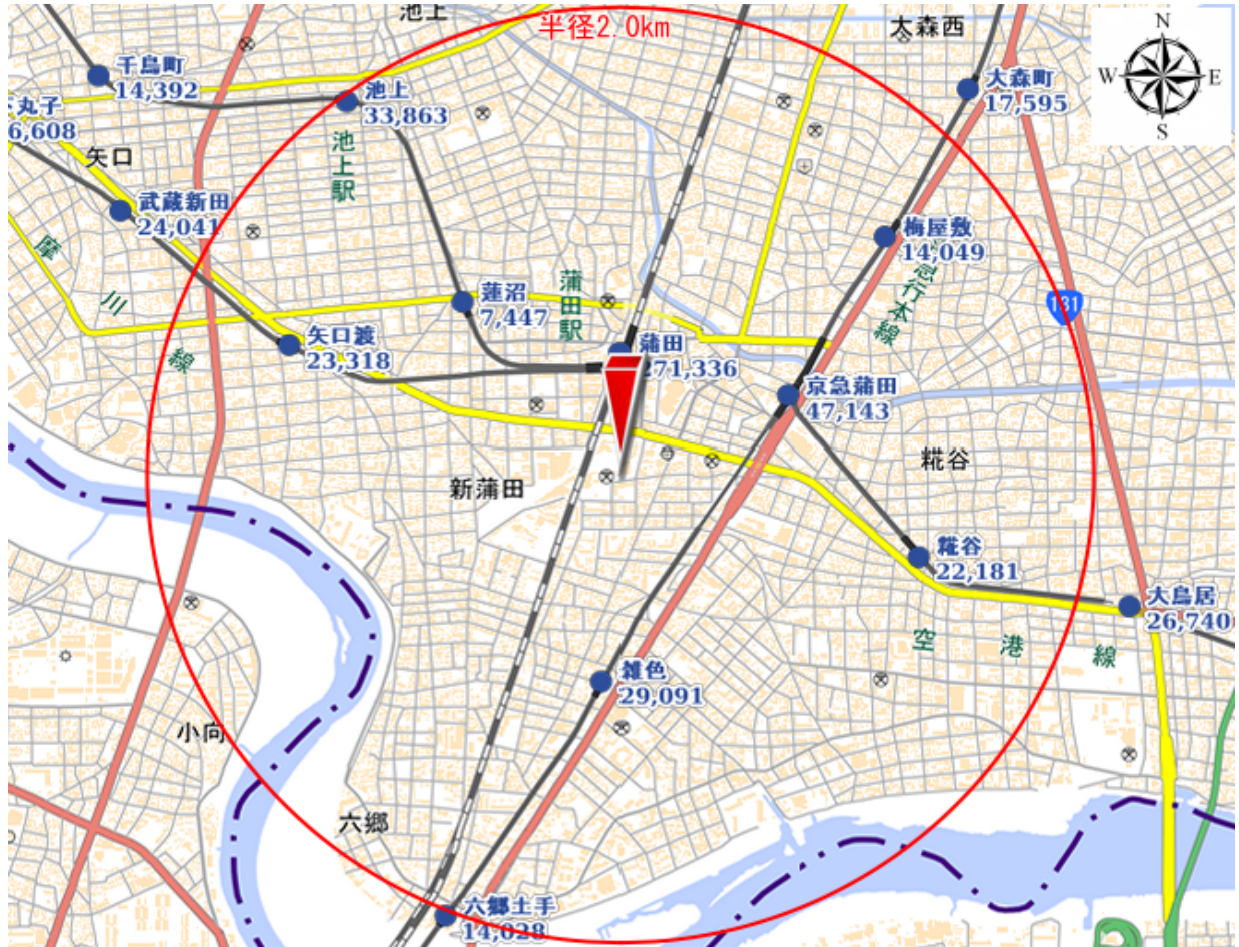 池上
半径2.0km
大森西
N
W E
S
千鳥町
14,392
池上
33,863
大森町
17,595
丸子
6,608
矢口
池上駅
武蔵新田
24,041
梅屋敷
14,049
急行本線
摩川線
蒲田駅
蓮沼
7,447
131
矢口渡
23,318
蒲田
271,336
京急蒲田
47,143
糀谷
新蒲田
糀谷
22,181
大鳥居
26,740
空港線
雑色
29,091
小向
六郷
六郷土手
14,028